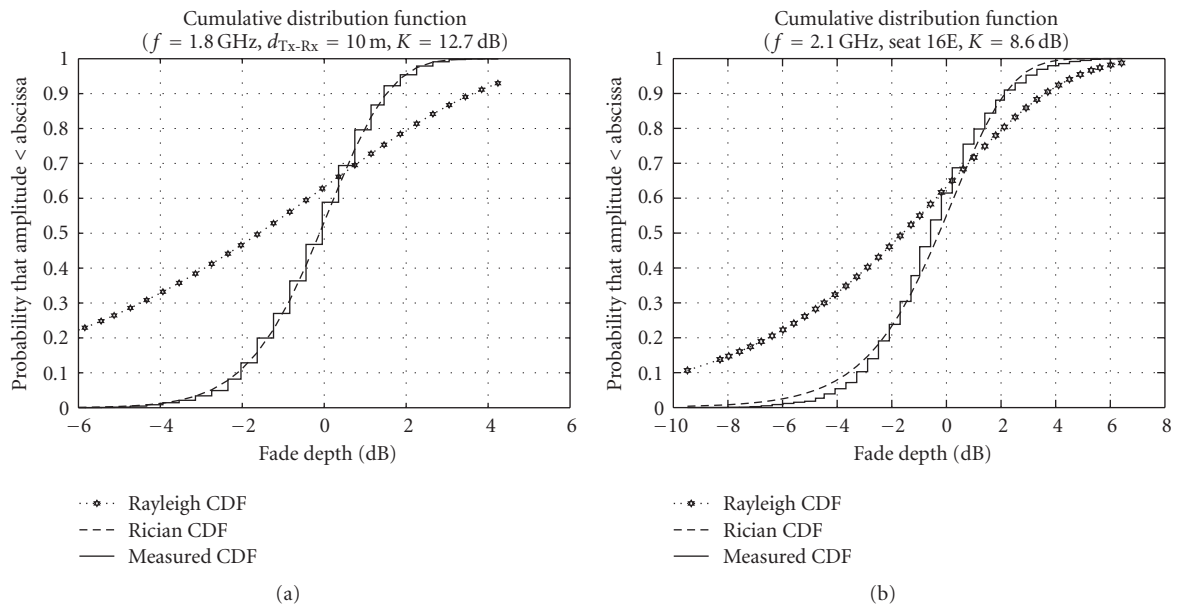 Cumulative distribution function
(f = 1.8 GHz, dTx-Rx = 10 m, K = 12.7 dB)
1
0.9
0.8
0.7
0.6
0.5
0.4
0.3
0.2
0.1
0
Probability that amplitude < abscissa
−6 −4 −2 0 2 4 6
Fade depth (dB)
Rayleigh CDF
Rician CDF
Measured CDF
(a)
Cumulative distribution function
(f = 2.1 GHz, seat 16E, K = 8.6 dB)
1
0.9
0.8
0.7
0.6
0.5
0.4
0.3
0.2
0.1
0
Probability that amplitude < abscissa
−10 −8 −6 −4 −2 0 2 4 6 8
Fade depth (dB)
Rayleigh CDF
Rician CDF
Measured CDF
(b)